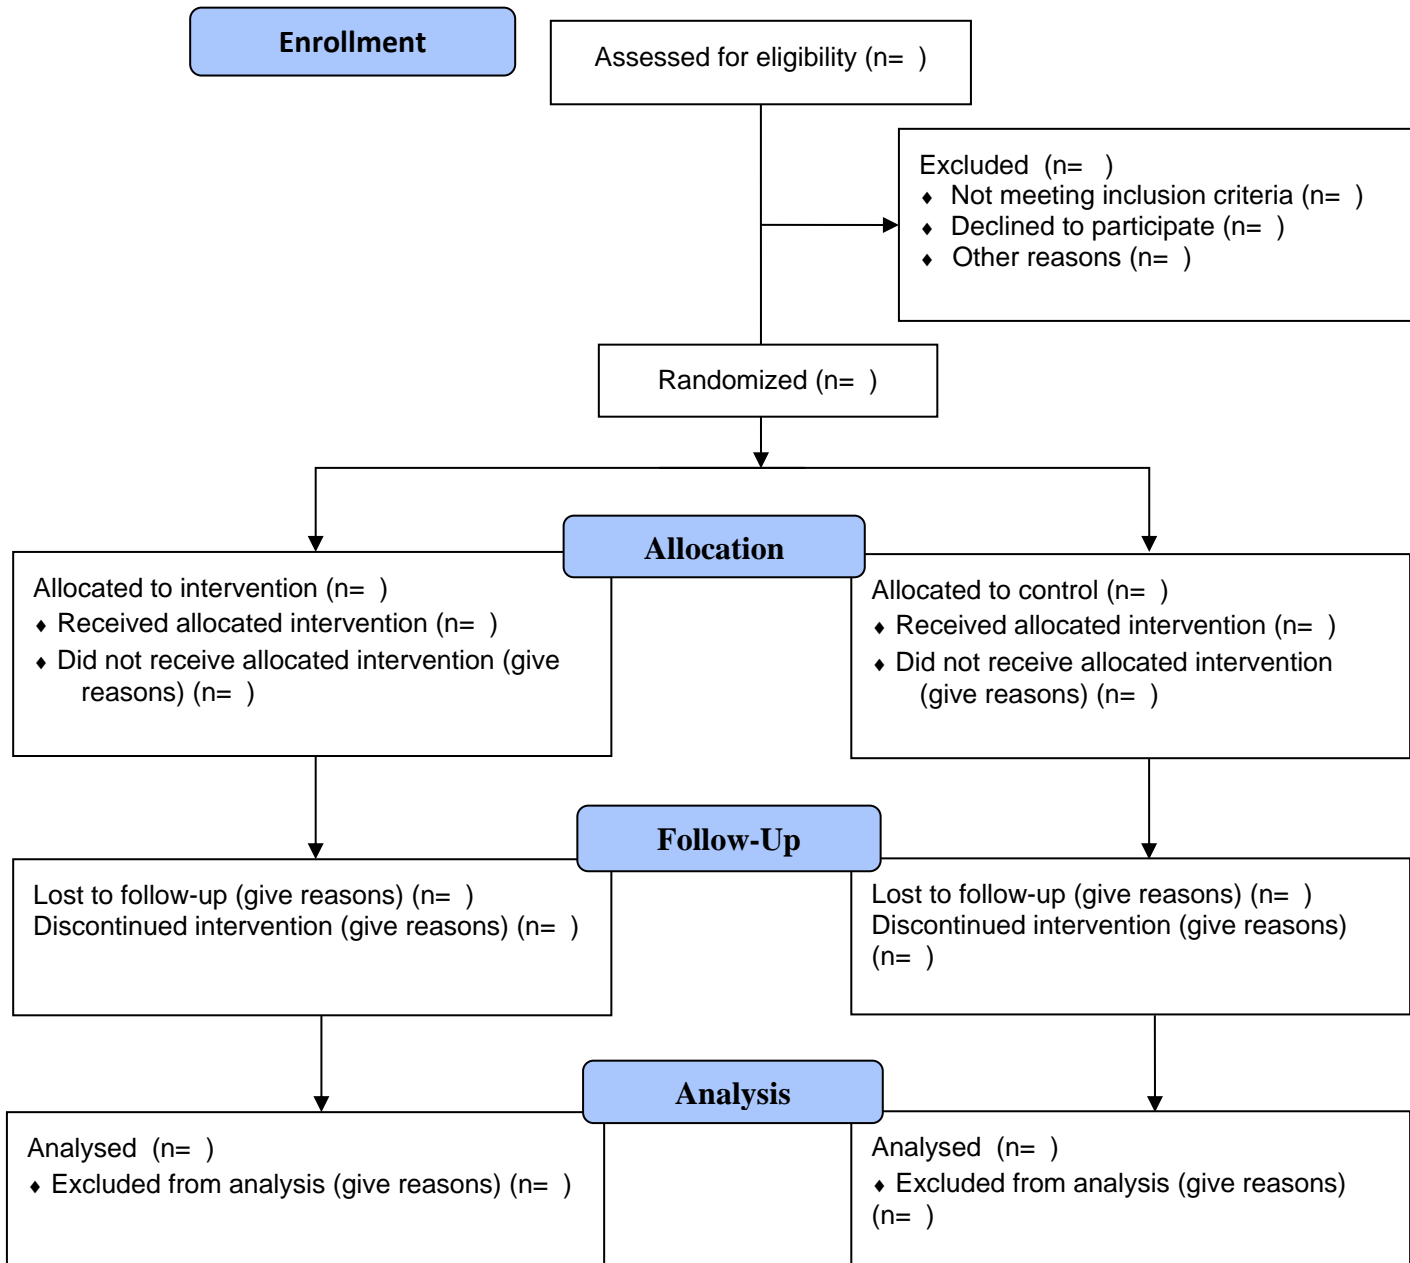 Enrollment
Assessed for eligibility (n=  )
Excluded  (n=   )
♦ Not meeting inclusion criteria (n=  )
♦ Declined to participate (n=  )
♦ Other reasons (n=  )
Randomized (n=  )
Allocation
Allocated to intervention (n=  )
♦ Received allocated intervention (n=  )
♦ Did not receive allocated intervention (give
reasons) (n=  )
Allocated to control (n=  )
♦ Received allocated intervention (n=  )
♦ Did not receive allocated intervention
(give reasons) (n=  )
Follow-Up
Lost to follow-up (give reasons) (n=  )
Discontinued intervention (give reasons) (n=  )
Lost to follow-up (give reasons) (n=  )
Discontinued intervention (give reasons)
(n=  )
Analysis
Analysed  (n=  )
♦ Excluded from analysis (give reasons) (n=  )
Analysed  (n=  )
♦ Excluded from analysis (give reasons)
(n=  )